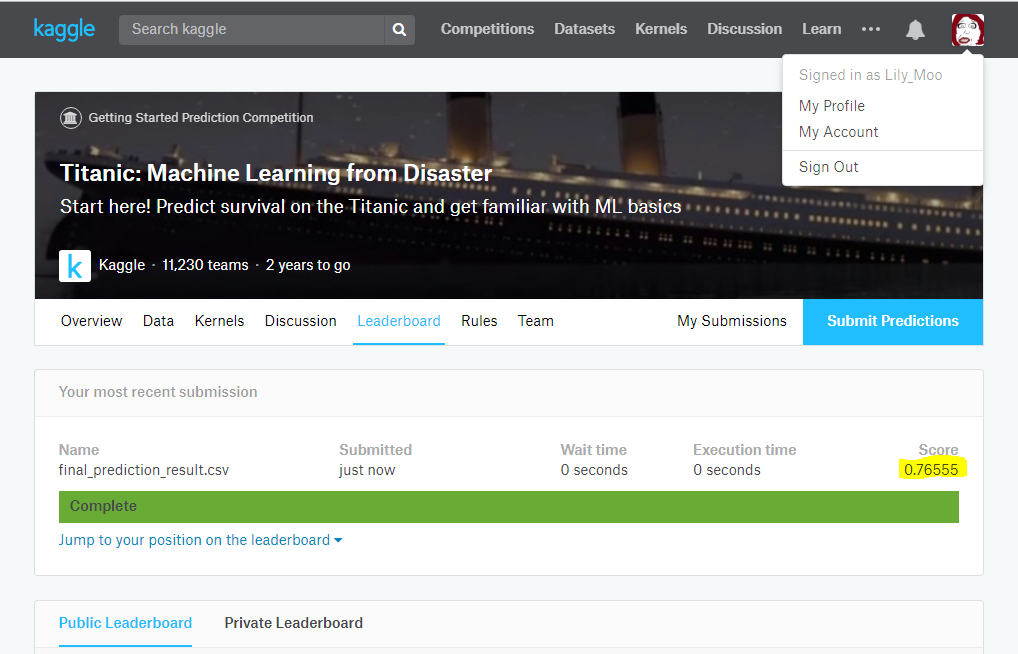 kaggle Search kaggle Competitions Datasets Kernels Discussion Learn
Signed in as Lily_Moo
My Profile
My Account
Sign Out
Getting Started Prediction Competition
Titanic: Machine Learning from Disaster
Start here! Predict survival on the Titanic and get familiar with ML basics
k Kaggle · 11,230 teams · 2 years to go
Overview Data Kernels Discussion Leaderboard Rules Team My Submissions Submit Predictions
Your most recent submission
Name Submitted Wait time Execution time Score
final_prediction_result.csv just now 0 seconds 0 seconds 0.76555
Complete
Jump to your position on the leaderboard
Public Leaderboard Private Leaderboard